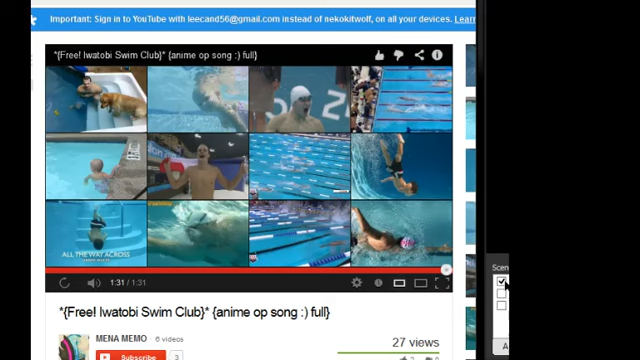 Important: Sign in to YouTube with leecand56@gmail.com instead of nekokitwolf, on all your devices. Learn
*{Free! Iwatobi Swim Club}* {anime op song :) full}
ALL THE WAY ACROSS
1:31 / 1:31
Scen
*{Free! Iwatobi Swim Club}* {anime op song :) full}
MENA MEMO 6 videos
Subscribe 3
27 views